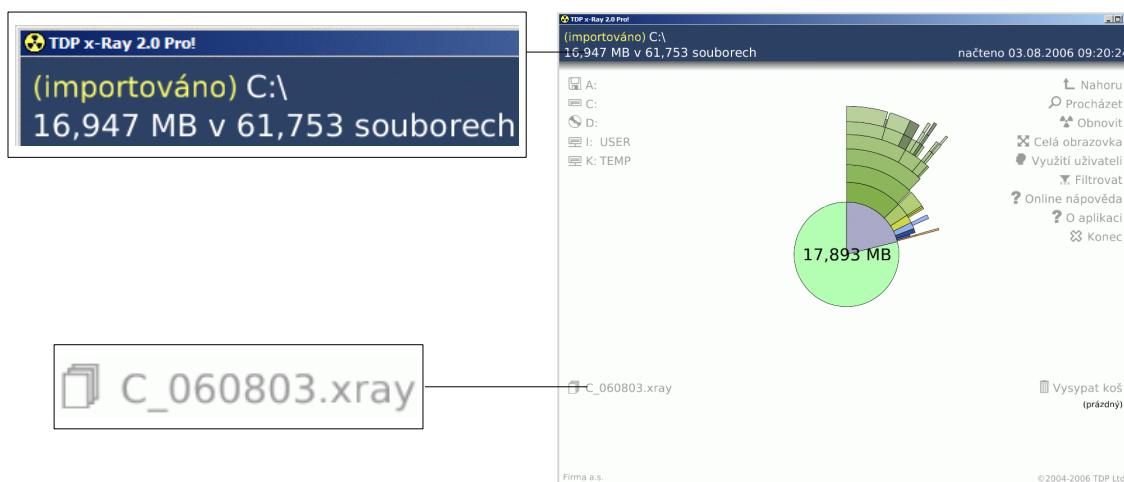 TDP x-Ray 2.0 Pro!
(importováno) C:\
16,947 MB v 61,753 souborech
C_060803.xray
TDP x-Ray 2.0 Pro!
(importováno) C:\
16,947 MB v 61,753 souborech
načteno 03.08.2006 09:20:24
A:
C:
D:
I: USER
K: TEMP
Nahoru
Procházet
Obnovit
Celá obrazovka
Využití uživateli
Filtrovat
Online nápověda
O aplikaci
Konec
17,893 MB
C_060803.xray
Vysypat koš
(prázdný)
Firma a.s.
©2004-2006 TDP Ltd